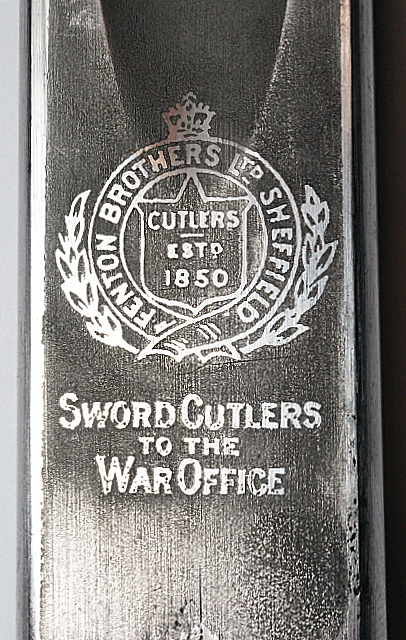 FENTON BROTHERS LTD SHEFFIELD
CUTLERS
ESTD
1850
SWORD CUTLERS
TO THE
WAR OFFICE